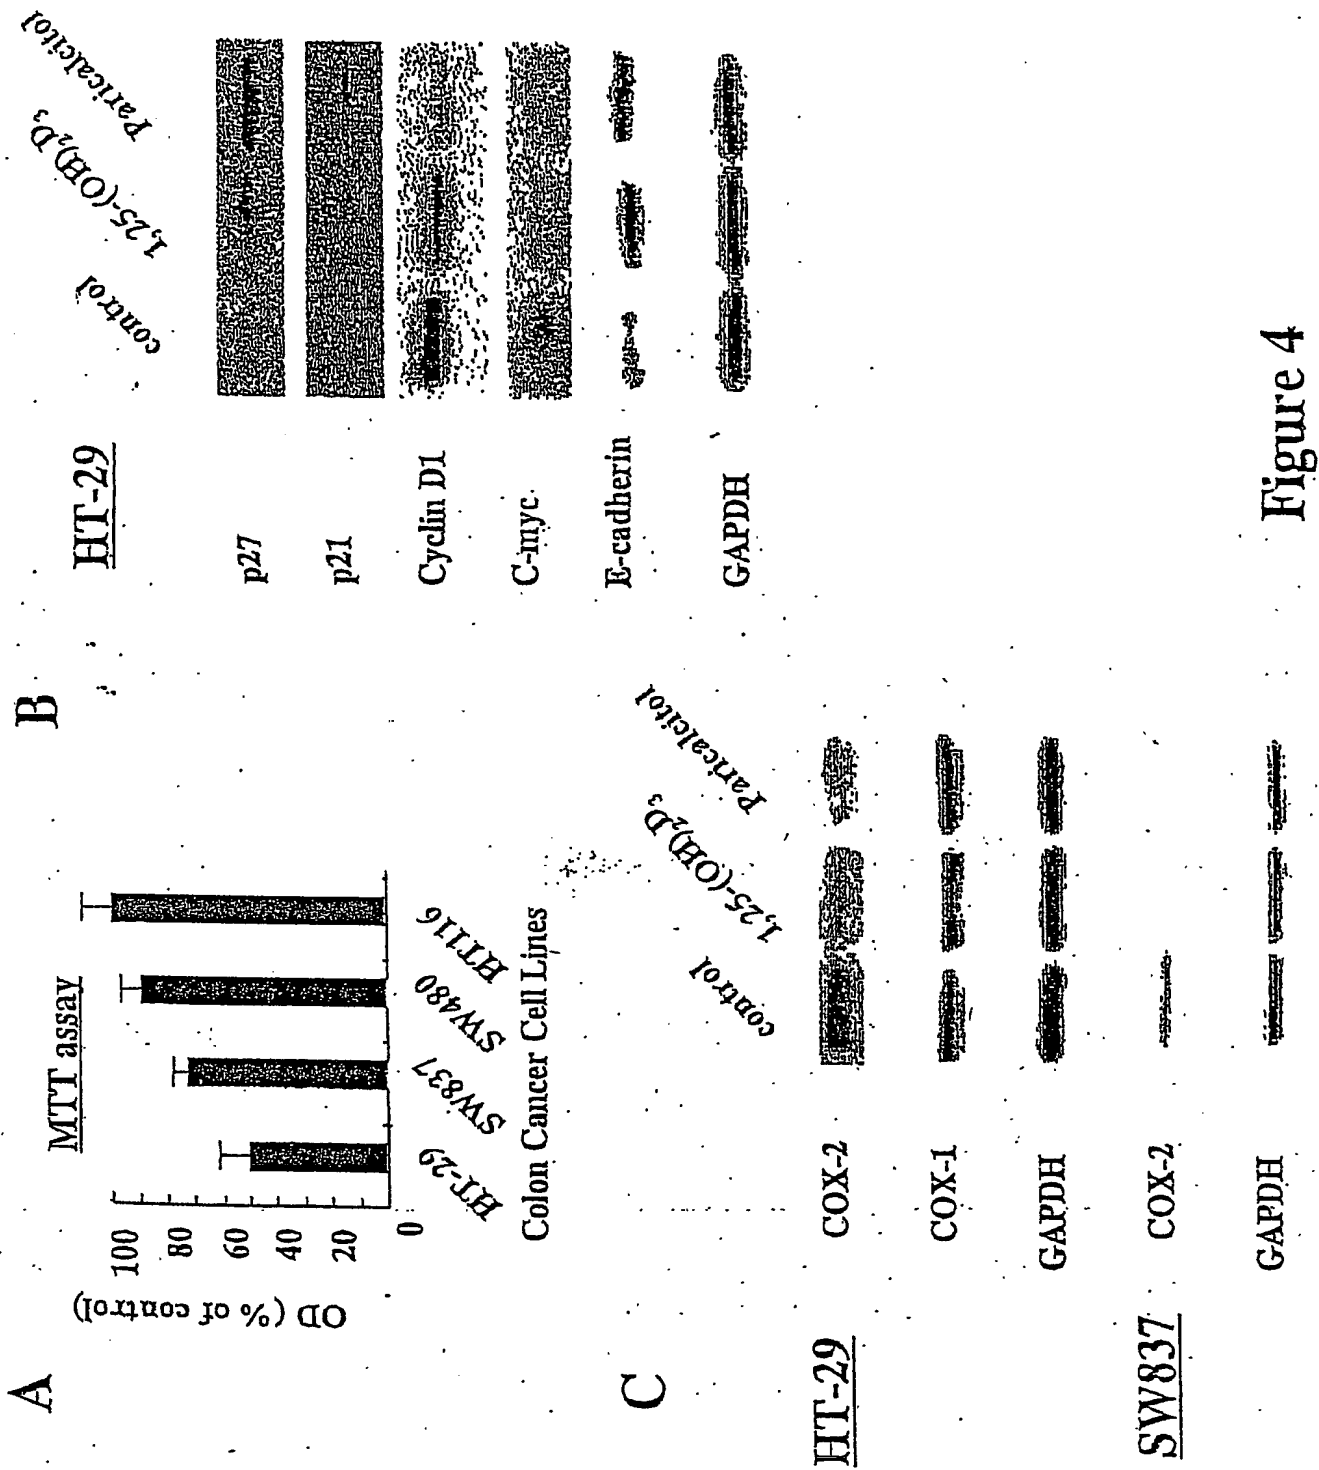 A
MTT assay
OD (% of control)
100
80
60
40
20
0
HT-29
SW837
SW480
HT116
Colon Cancer Cell Lines
B
HT-29
control
1,25-(OH)₂D₃
Paricalcitol
p27
p21
Cyclin D1
C-myc
E-cadherin
GAPDH
C
control
1,25-(OH)₂D₃
Paricalcitol
HT-29
COX-2
COX-1
GAPDH
SW837
COX-2
GAPDH
Figure 4